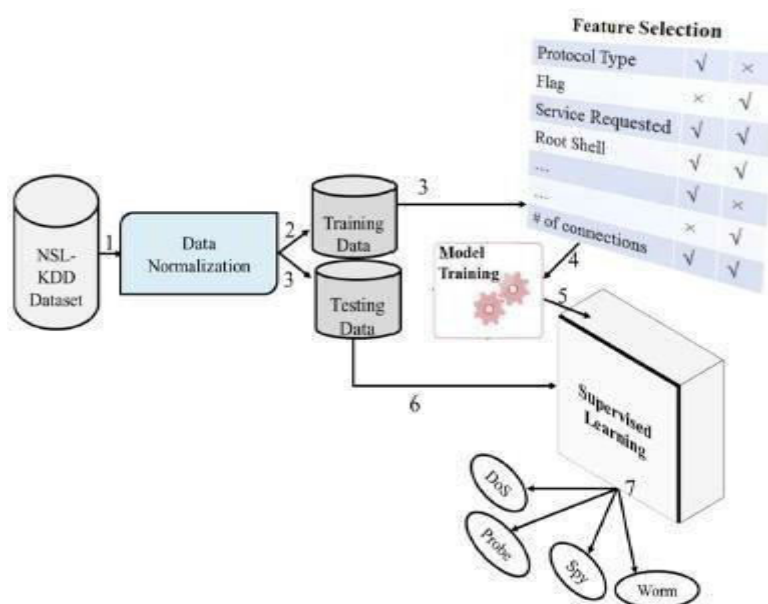 Feature Selection
Protocol Type √ ×
Flag × √
Service Requested √ √
Root Shell √ √
... √ ×
... × √
# of connections √ √
NSL-
KDD
Dataset
1
Data
Normalization
2
3
Training
Data
3
Testing
Data
Model
Training
4
5
6
Supervised
Learning
7
DoS
Probe
Spy
Worm